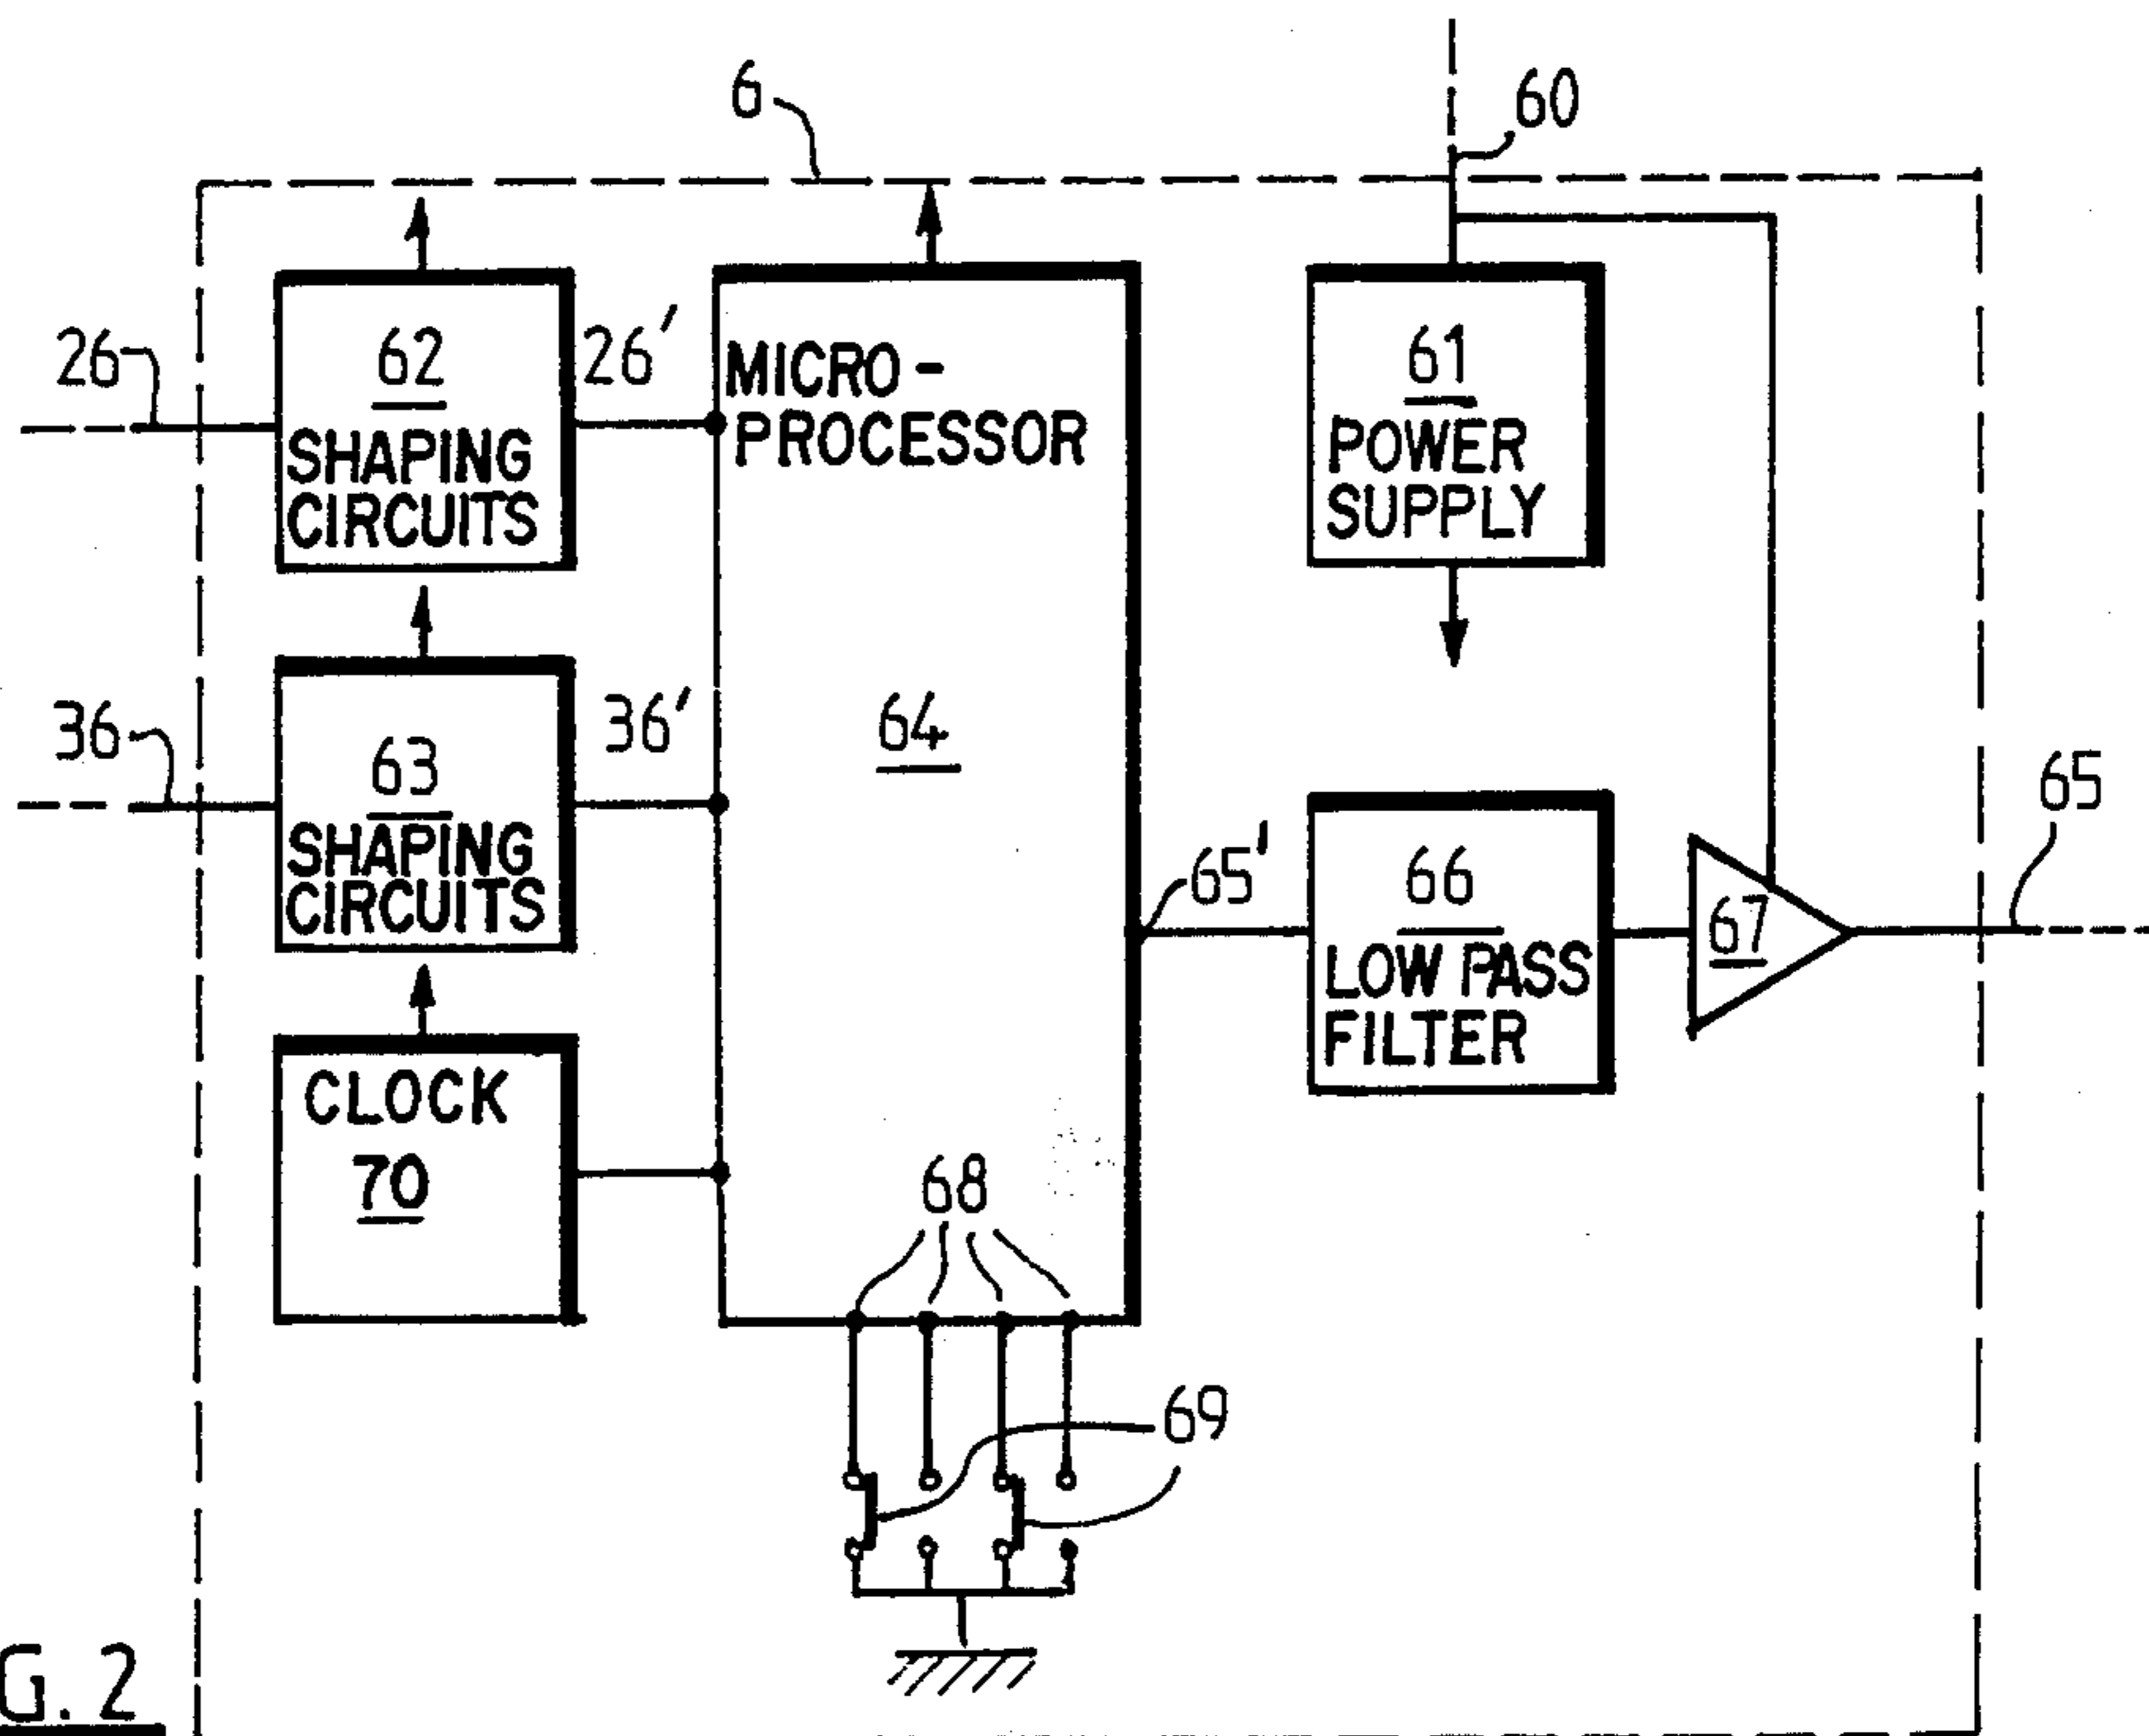 6
60
26
62
SHAPING
CIRCUITS
26'
MICRO-
PROCESSOR
61
POWER
SUPPLY
36
63
SHAPING
CIRCUITS
36'
64
65
65'
66
LOW PASS
FILTER
67
CLOCK
70
68
69
G. 2